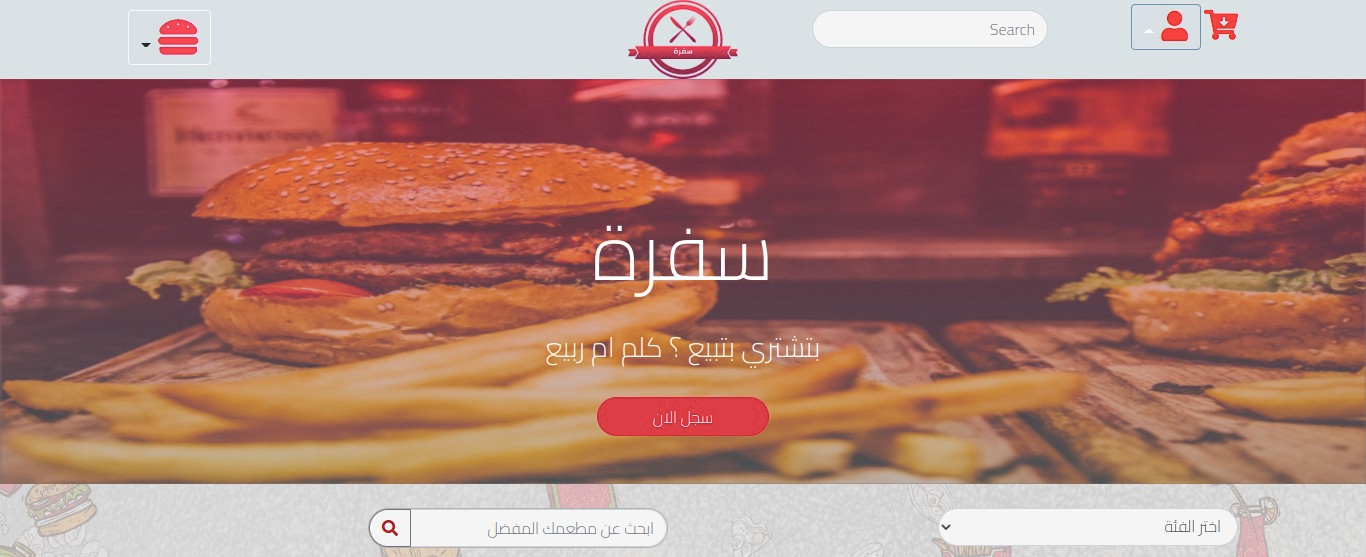 Search
سفرة
سفرة
بتشتري بتبيع ؟ كلم ام ربيع
سجل الان
اختر الفئة
ابحث عن مطعمك المفضل